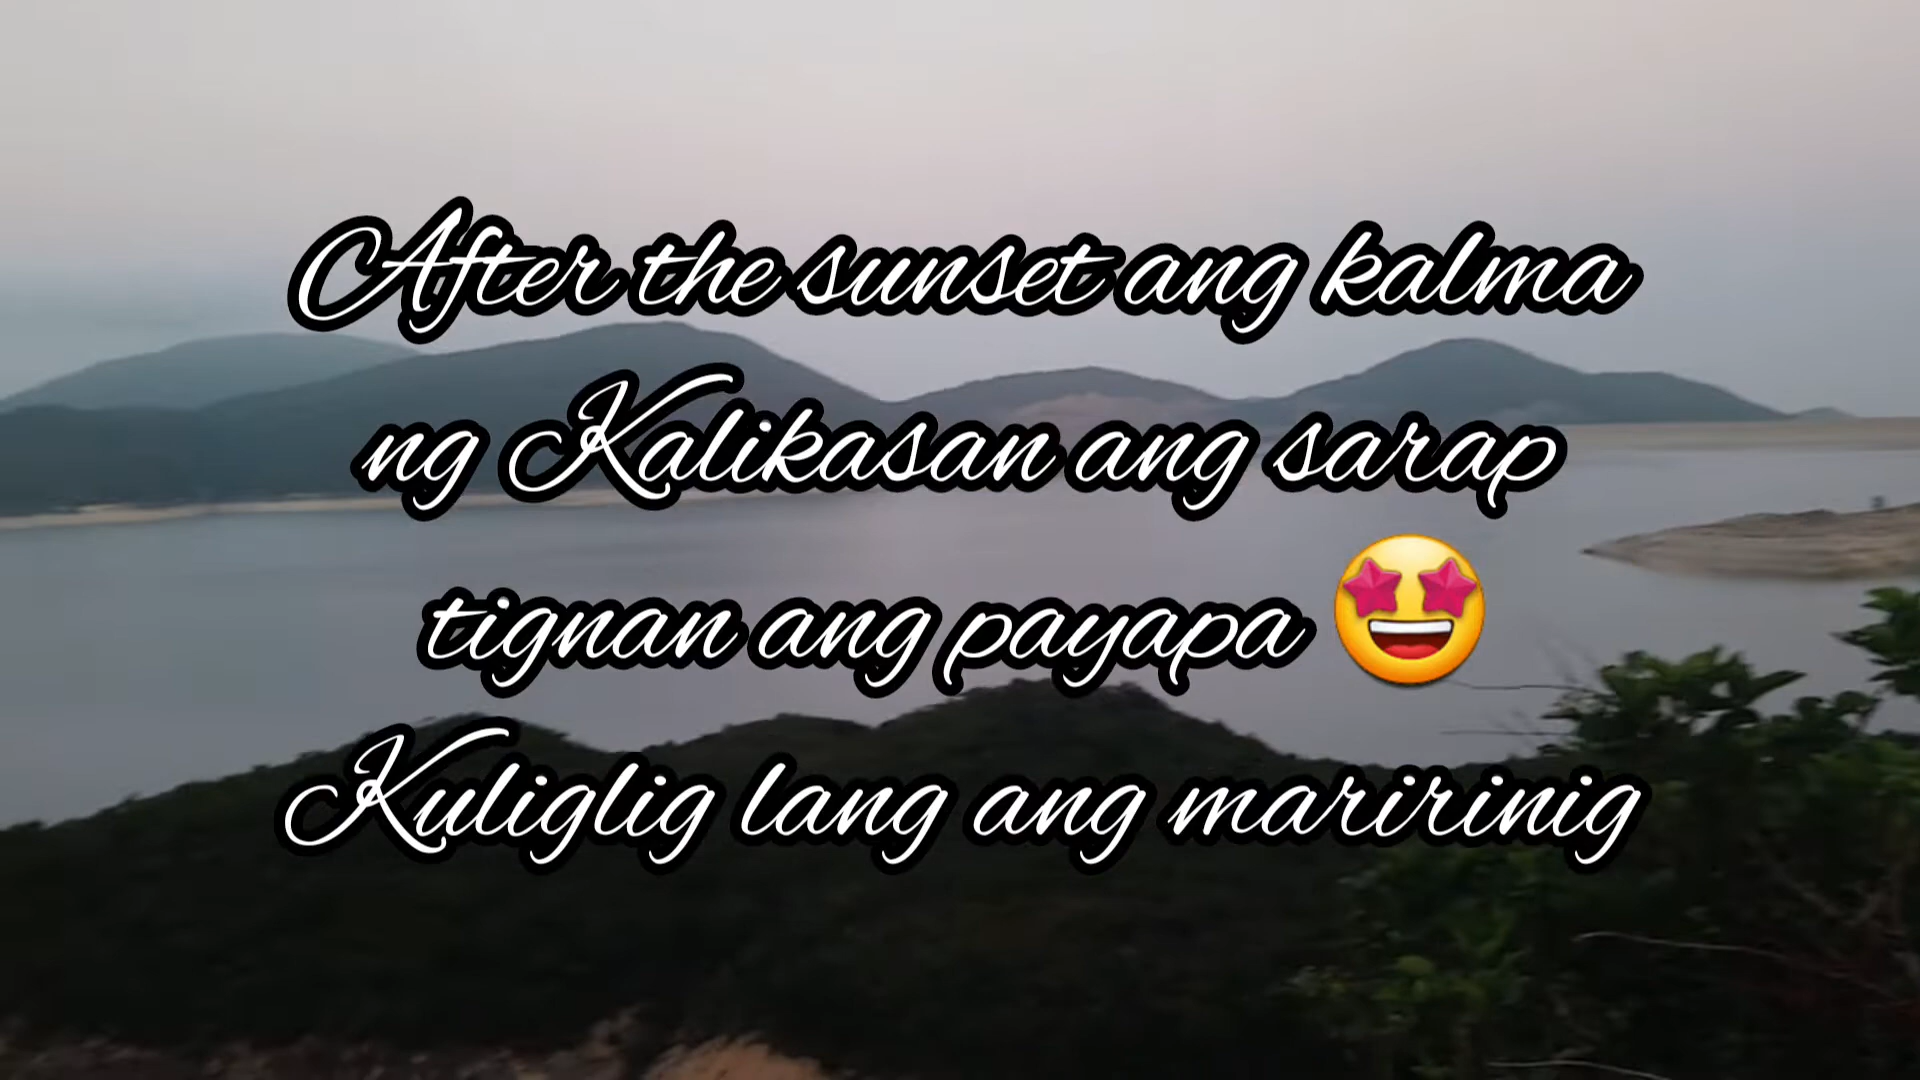 After the sunset ang kalma
ng Kalikasan ang sarap
tignan ang payapa 🤩
Kuliglig lang ang maririnig